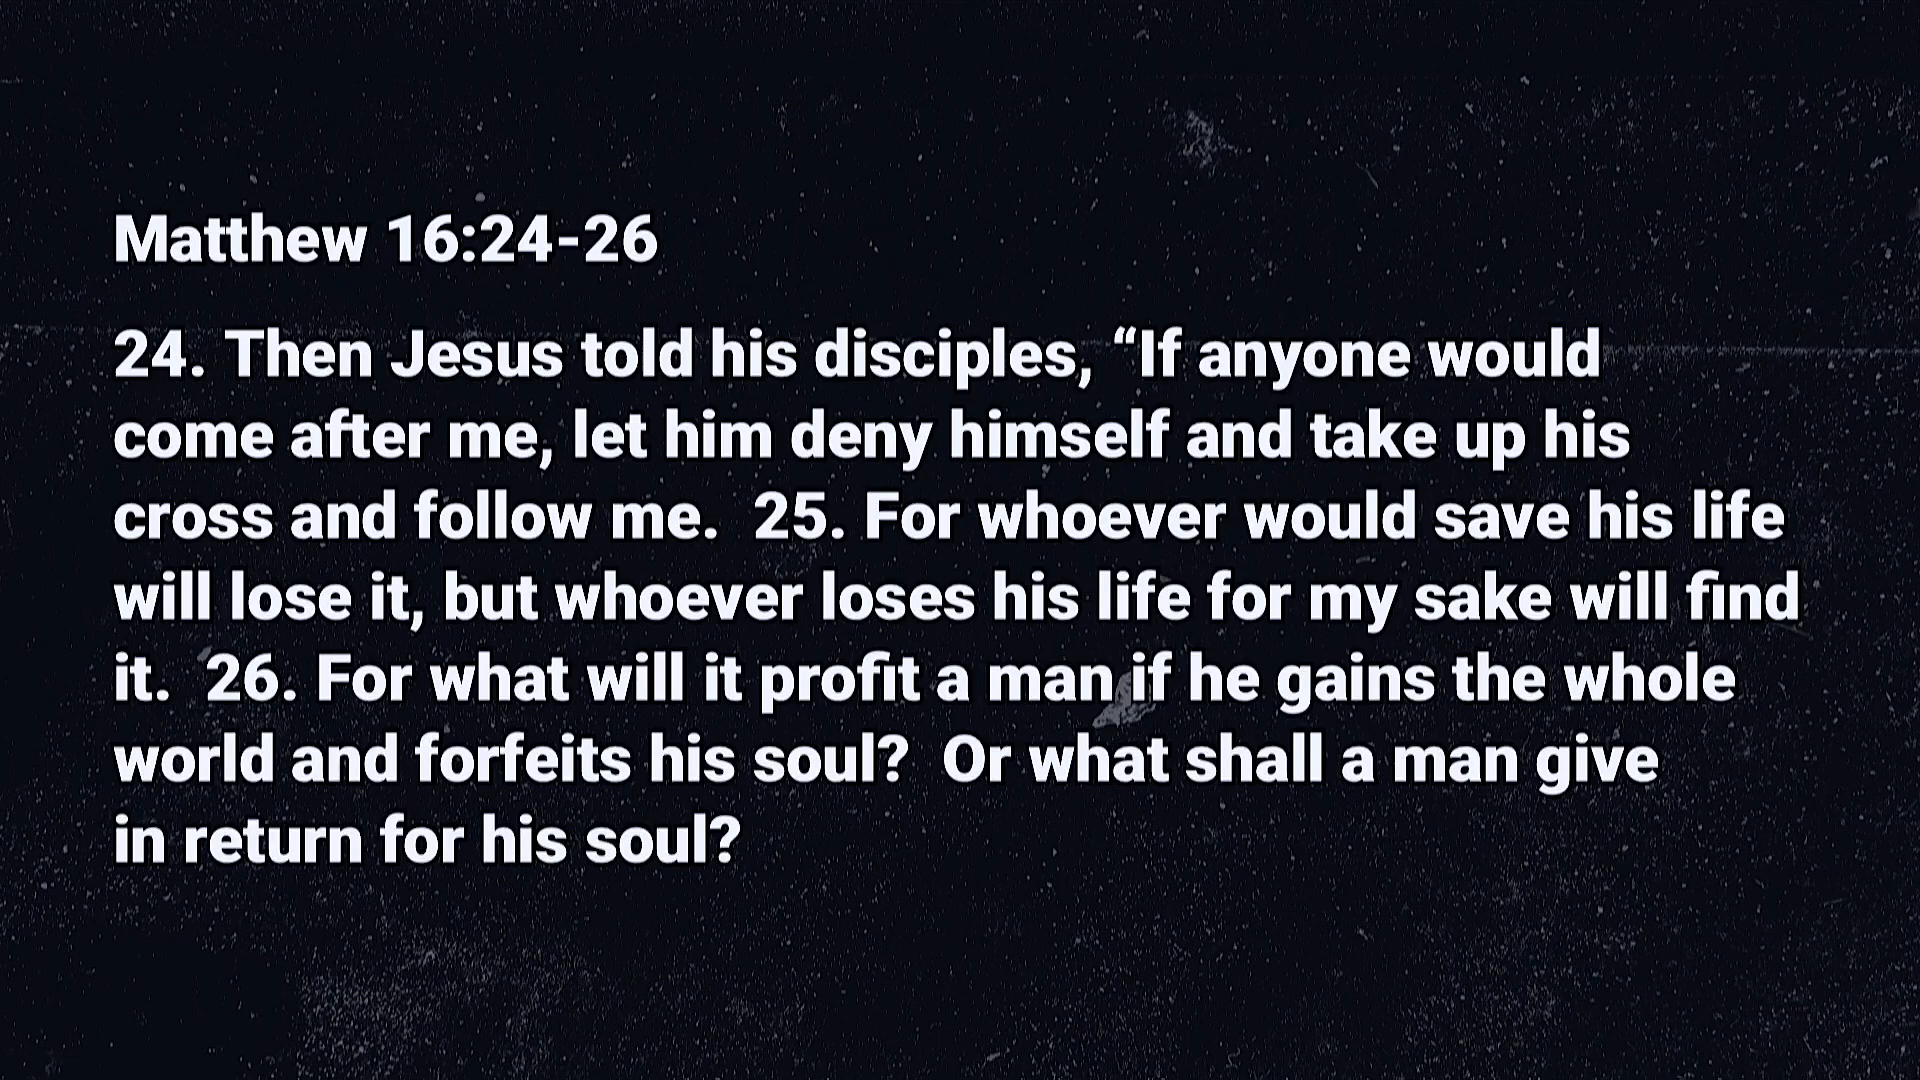 Matthew 16:24-26
24. Then Jesus told his disciples, “If anyone would
come after me, let him deny himself and take up his
cross and follow me.  25. For whoever would save his life
will lose it, but whoever loses his life for my sake will find
it.  26. For what will it profit a man if he gains the whole
world and forfeits his soul?  Or what shall a man give
in return for his soul?